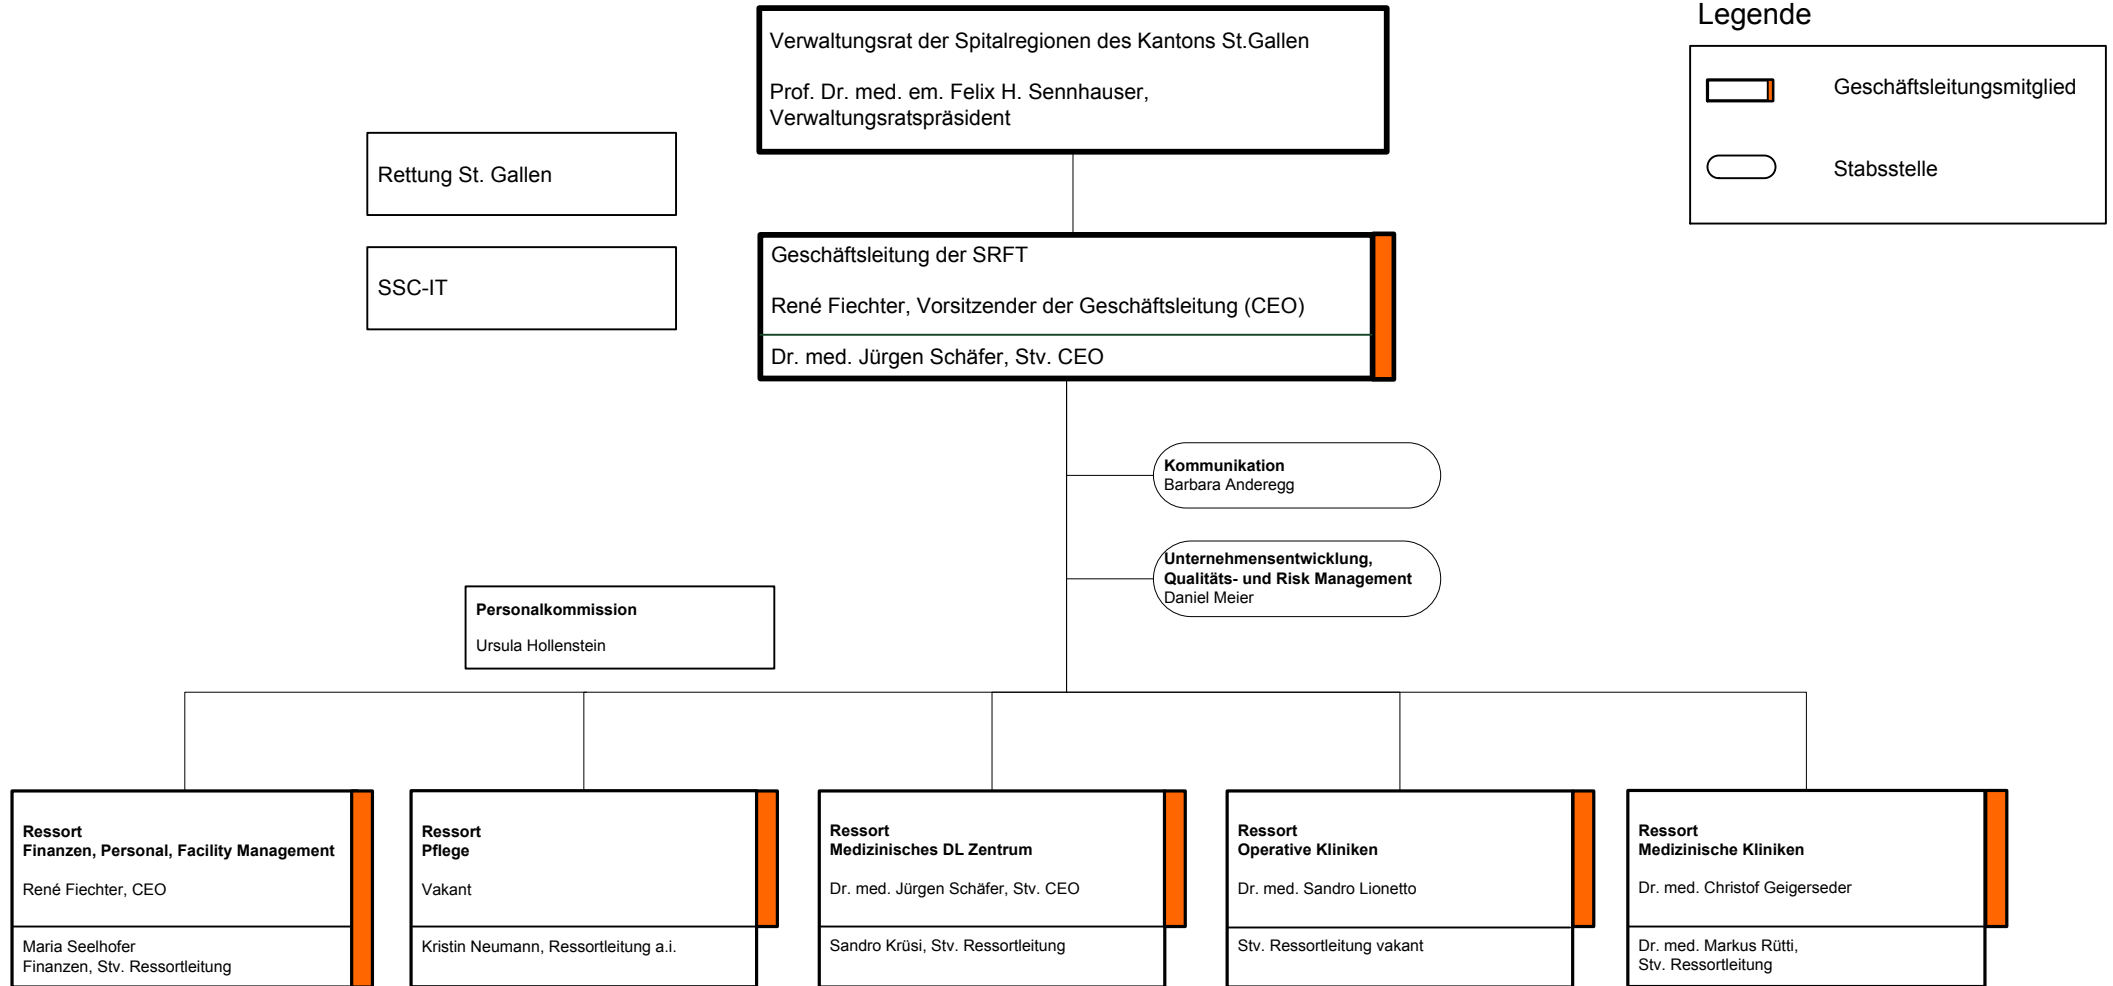 Legende
Geschäftsleitungsmitglied
Stabsstelle
Verwaltungsrat der Spitalregionen des Kantons St.Gallen
Prof. Dr. med. em. Felix H. Sennhauser,
Verwaltungsratspräsident
Rettung St. Gallen
SSC-IT
Geschäftsleitung der SRFT
René Fiechter, Vorsitzender der Geschäftsleitung (CEO)
Dr. med. Jürgen Schäfer, Stv. CEO
Kommunikation
Barbara Anderegg
Unternehmensentwicklung,
Qualitäts- und Risk Management
Daniel Meier
Personalkommission
Ursula Hollenstein
Ressort
Finanzen, Personal, Facility Management
René Fiechter, CEO
Maria Seelhofer
Finanzen, Stv. Ressortleitung
Ressort
Pflege
Vakant
Kristin Neumann, Ressortleitung a.i.
Ressort
Medizinisches DL Zentrum
Dr. med. Jürgen Schäfer, Stv. CEO
Sandro Krüsi, Stv. Ressortleitung
Ressort
Operative Kliniken
Dr. med. Sandro Lionetto
Stv. Ressortleitung vakant
Ressort
Medizinische Kliniken
Dr. med. Christof Geigerseder
Dr. med. Markus Rütti,
Stv. Ressortleitung